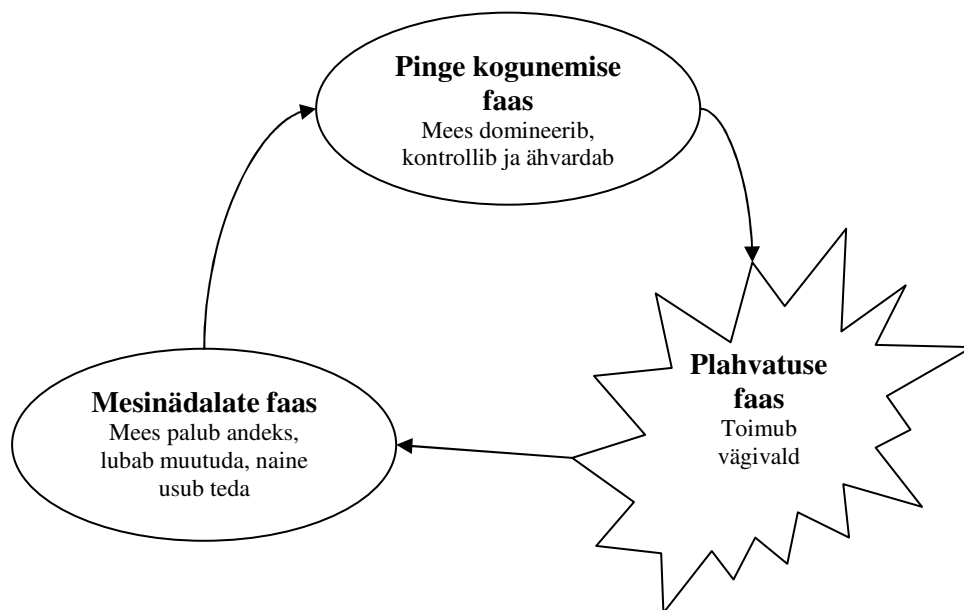 Pinge kogunemise
faas
Mees domineerib,
kontrollib ja ähvardab
Plahvatuse
faas
Toimub
vägivald
Mesinädalate faas
Mees palub andeks,
lubab muutuda, naine
usub teda